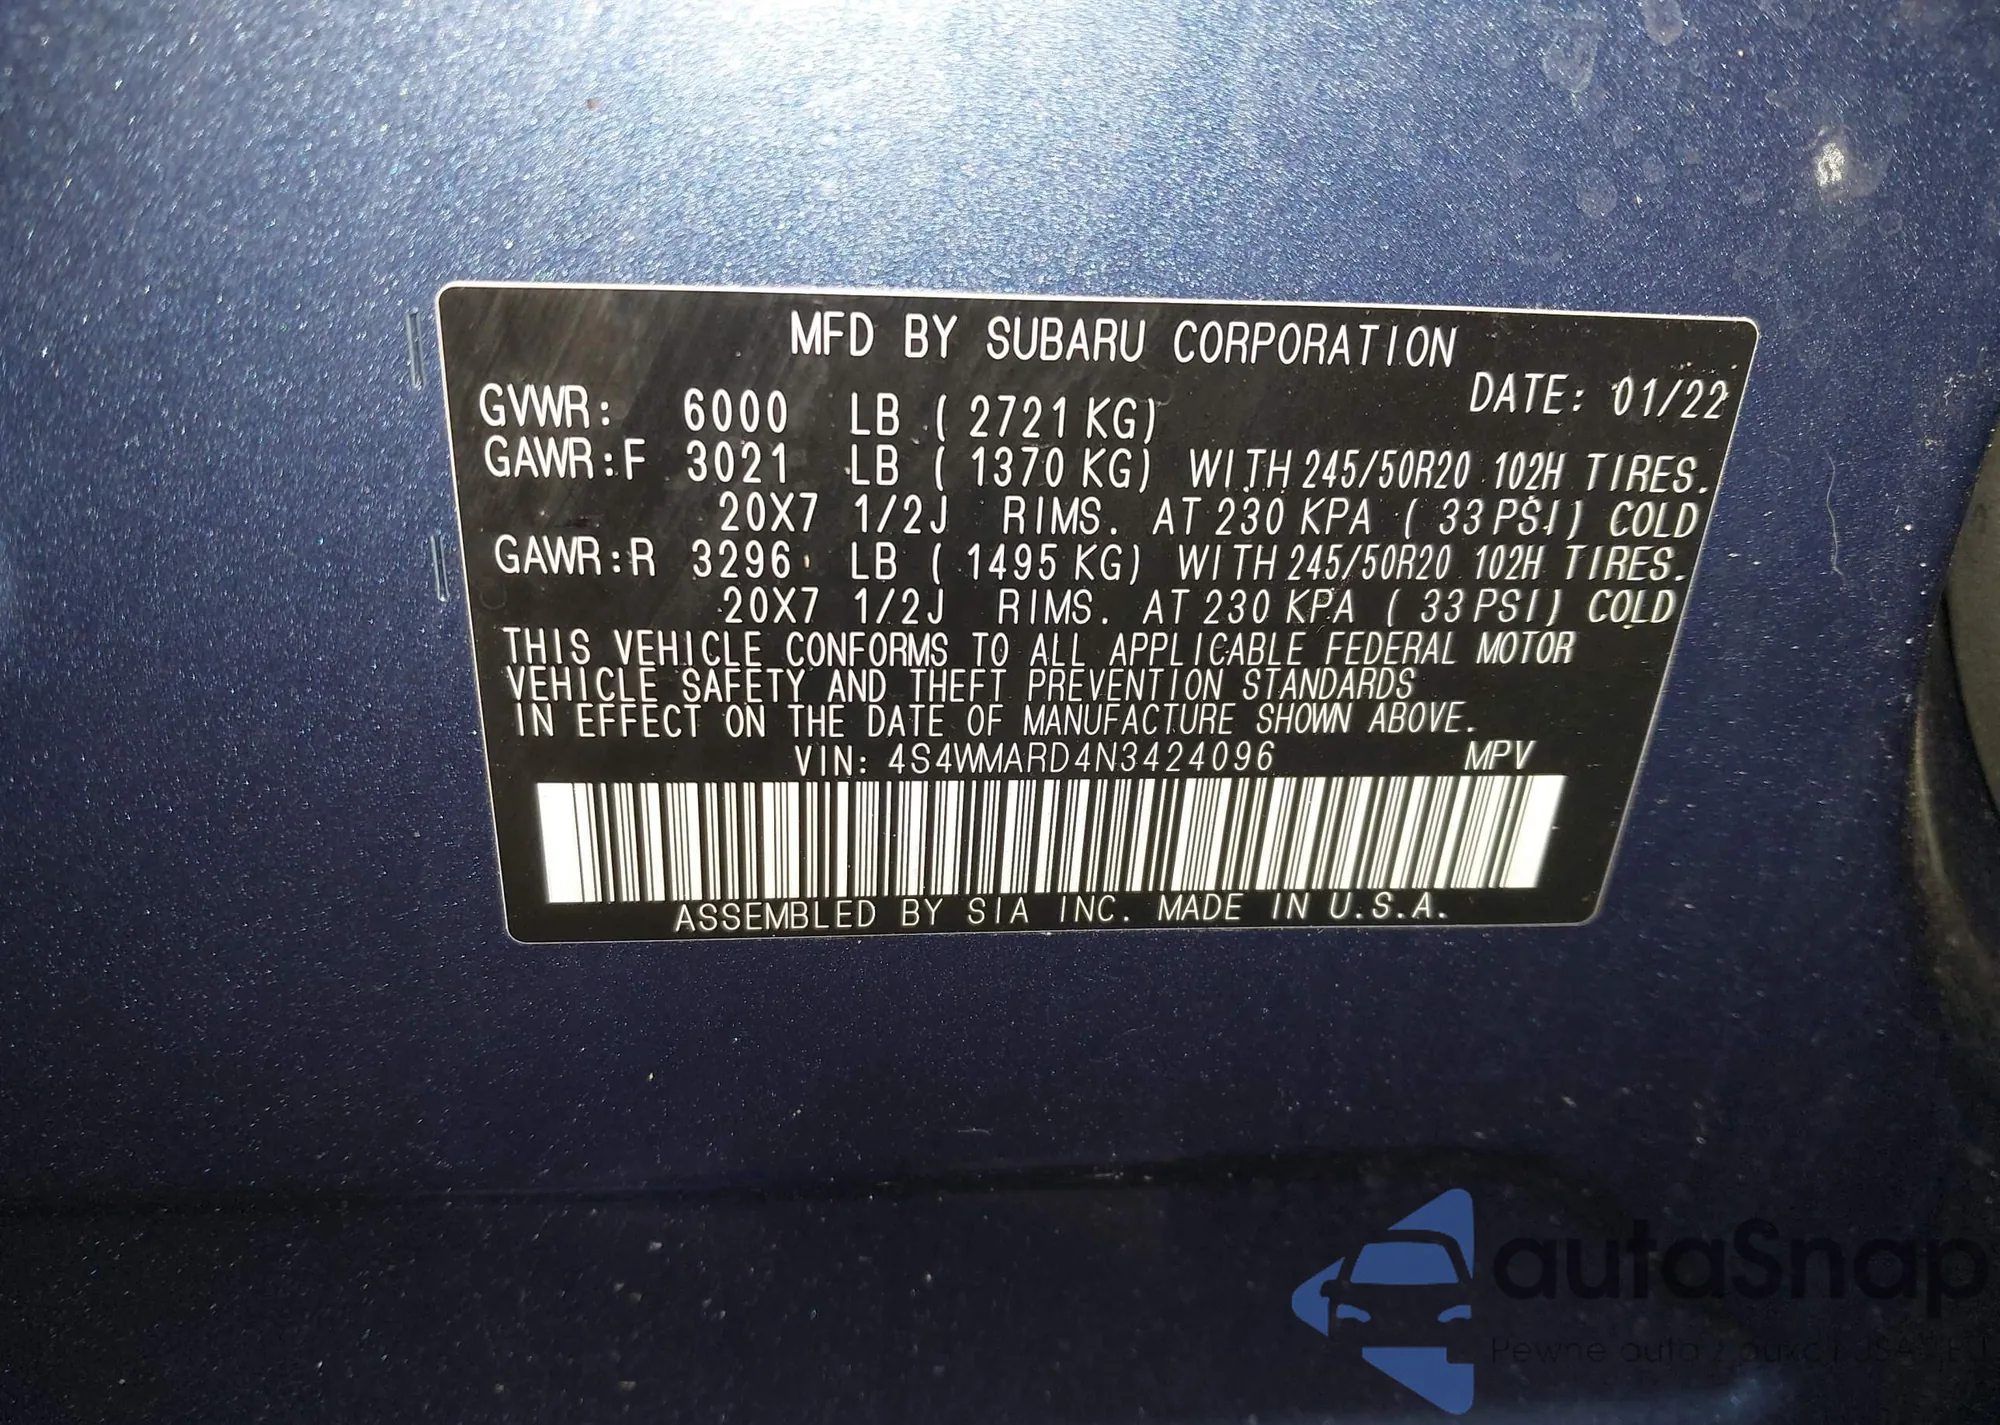 MFD BY SUBARU CORPORATION
DATE: 01/22
GVWR: 6000 LB ( 2721 KG)
GAWR:F 3021 LB ( 1370 KG) WITH 245/50R20 102H TIRES.
20X7 1/2J RIMS. AT 230 KPA ( 33 PSI) COLD
GAWR:R 3296 LB ( 1495 KG) WITH 245/50R20 102H TIRES.
20X7 1/2J RIMS. AT 230 KPA ( 33 PSI) COLD
THIS VEHICLE CONFORMS TO ALL APPLICABLE FEDERAL MOTOR
VEHICLE SAFETY AND THEFT PREVENTION STANDARDS
IN EFFECT ON THE DATE OF MANUFACTURE SHOWN ABOVE.
VIN: 4S4WMARD4N3424096 MPV
ASSEMBLED BY SIA INC. MADE IN U.S.A.
autaSnap
Pewne auto z